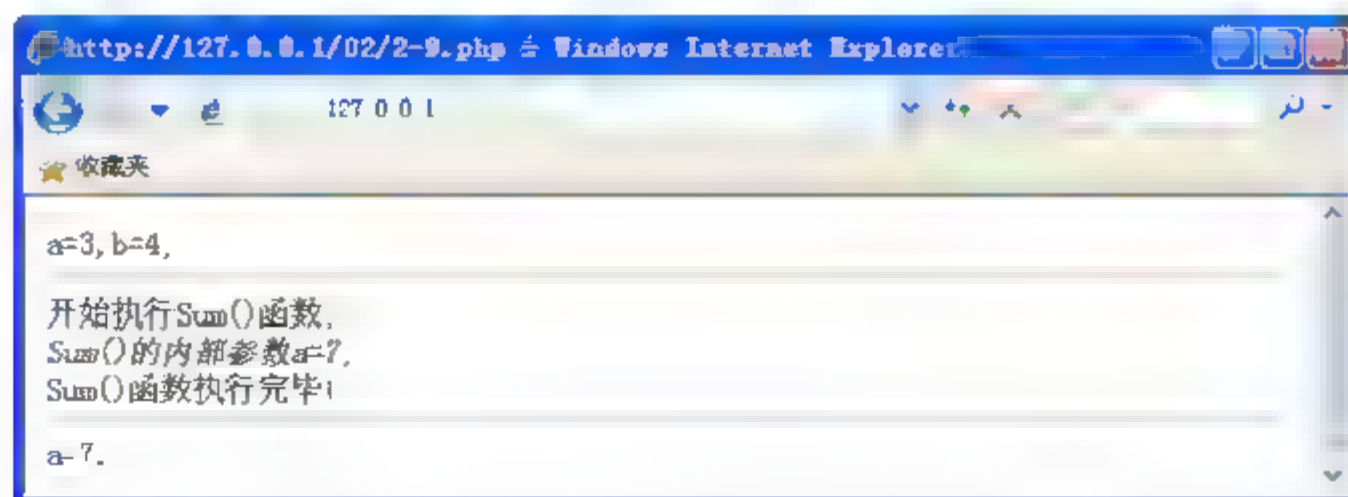 http://127.0.0.1/02/2-9.php - Windows Internet Explorer
127 0 0 1
收藏夹
a=3,b=4,
开始执行Sum()函数,
Sum()的内部参数a=7,
Sum()函数执行完毕!
a-7.